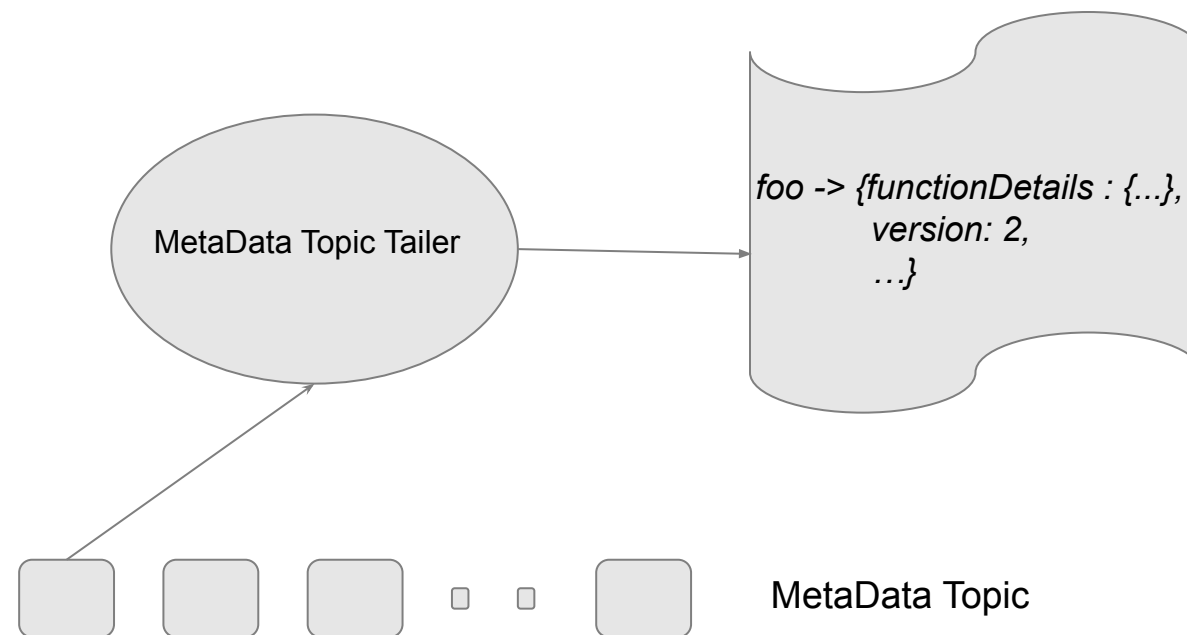 MetaData Topic Tailer
foo -> {functionDetails : {...},
version: 2,
…}
MetaData Topic